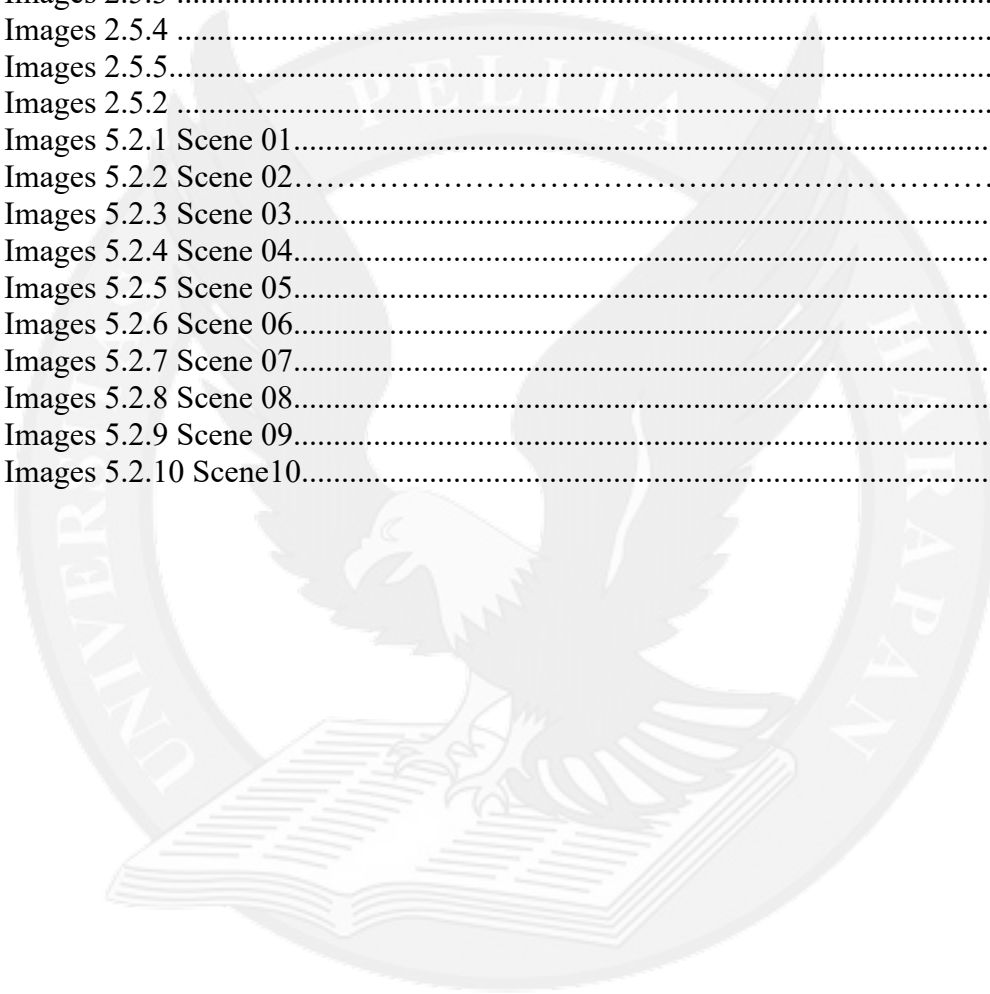 Images 2.5.4 ........................................................................................................
Images 2.5.5.........................................................................................................
Images 2.5.2 ........................................................................................................
Images 5.2.1 Scene 01.........................................................................................
Images 5.2.2 Scene 02……………………………………….……………………
Images 5.2.3 Scene 03.........................................................................................
Images 5.2.4 Scene 04.........................................................................................
Images 5.2.5 Scene 05.........................................................................................
Images 5.2.6 Scene 06.........................................................................................
Images 5.2.7 Scene 07.........................................................................................
Images 5.2.8 Scene 08.........................................................................................
Images 5.2.9 Scene 09.........................................................................................
Images 5.2.10 Scene10........................................................................................
UNIVERSITAS PELITA HARAPAN